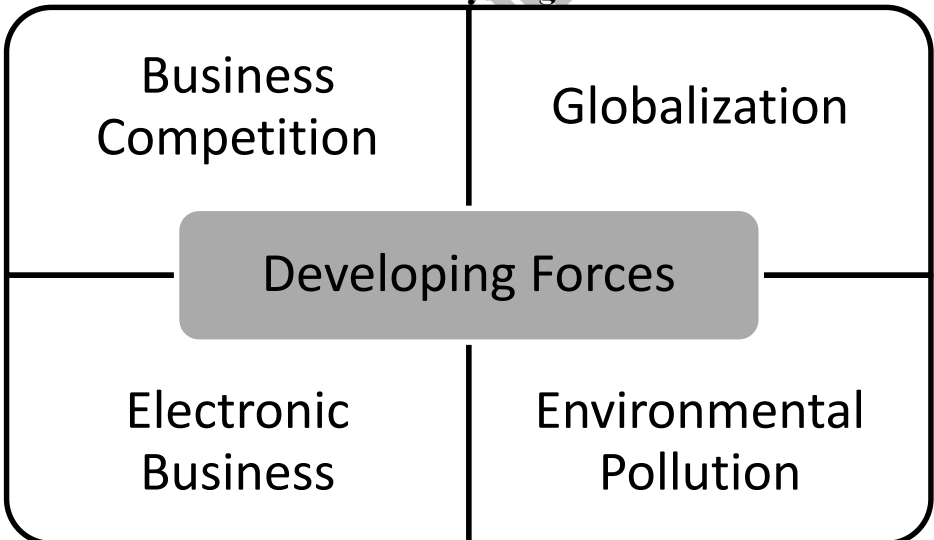 Business
Competition
Globalization
Developing Forces
Electronic
Business
Environmental
Pollution